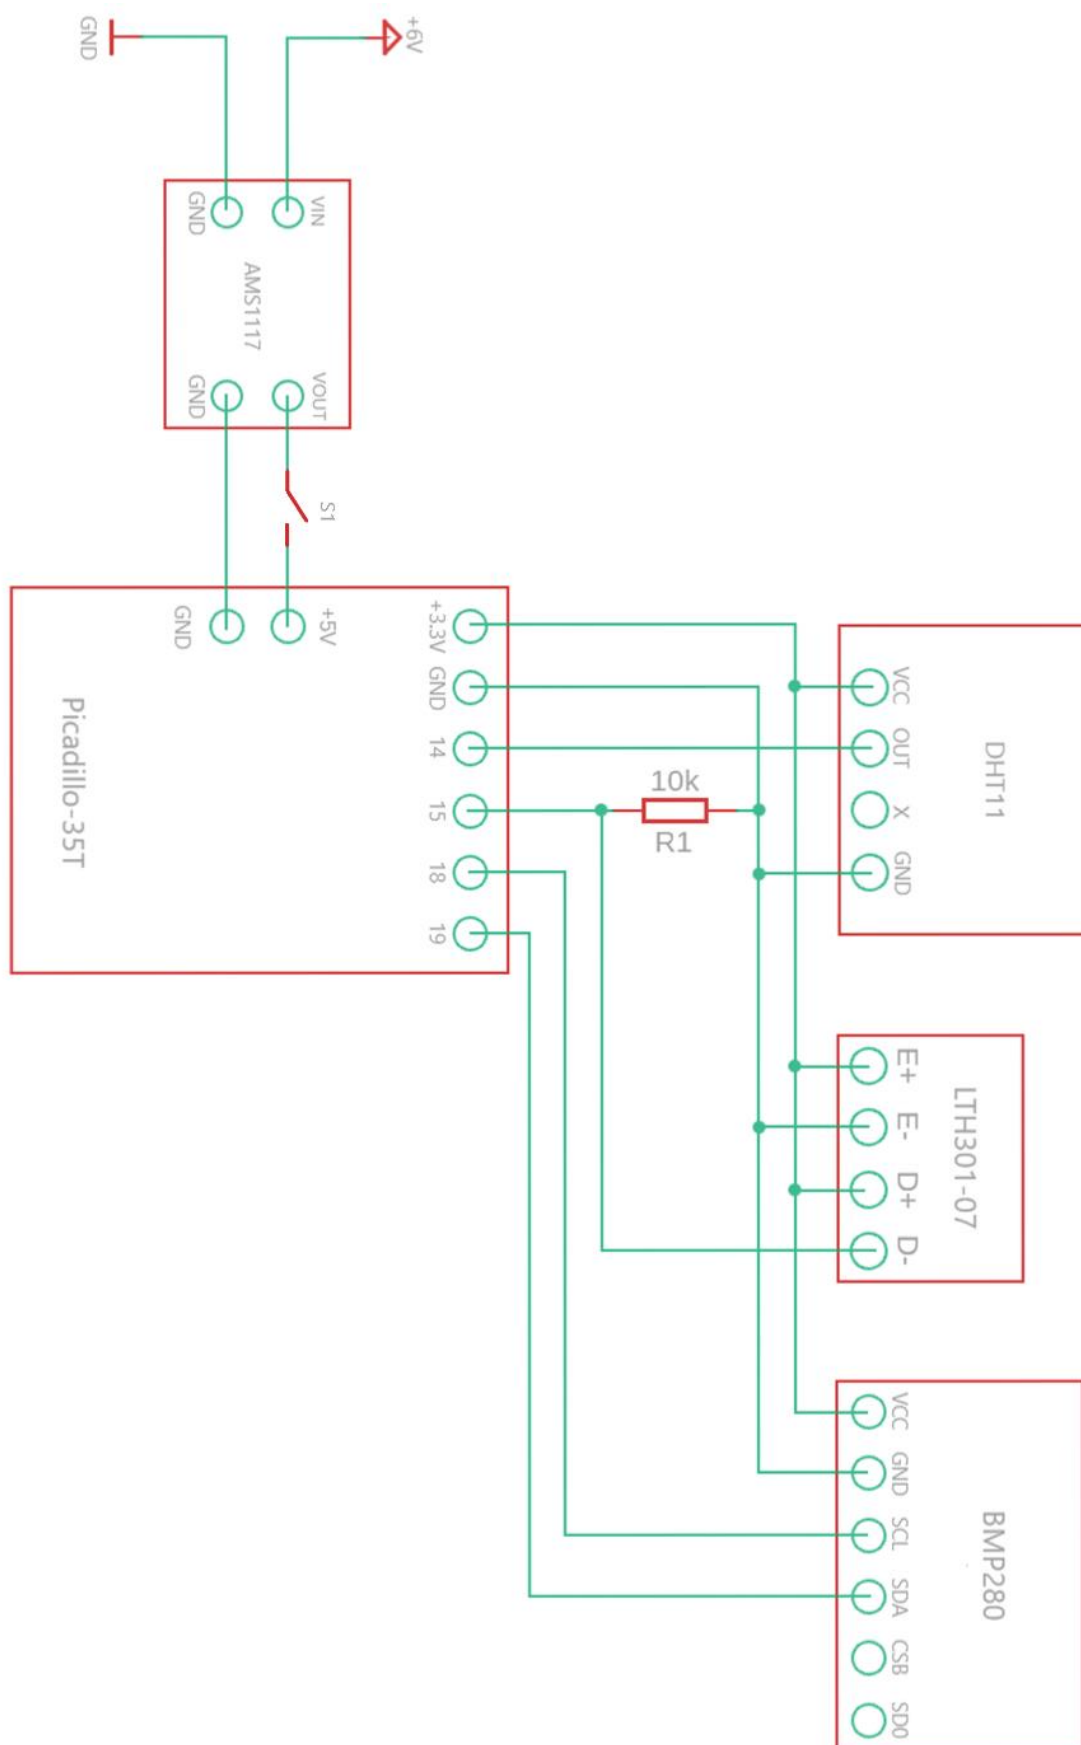 GND
+6V
GND
VIN
AMS1117
GND
VOUT
S1
GND
+5V
+3.3V
GND
14
15
18
19
Picadillo-35T
10k
R1
VCC
OUT
X
GND
DHT11
E+
E-
D+
D-
LTH301-07
VCC
GND
SCL
SDA
CSB
SD0
BMP280